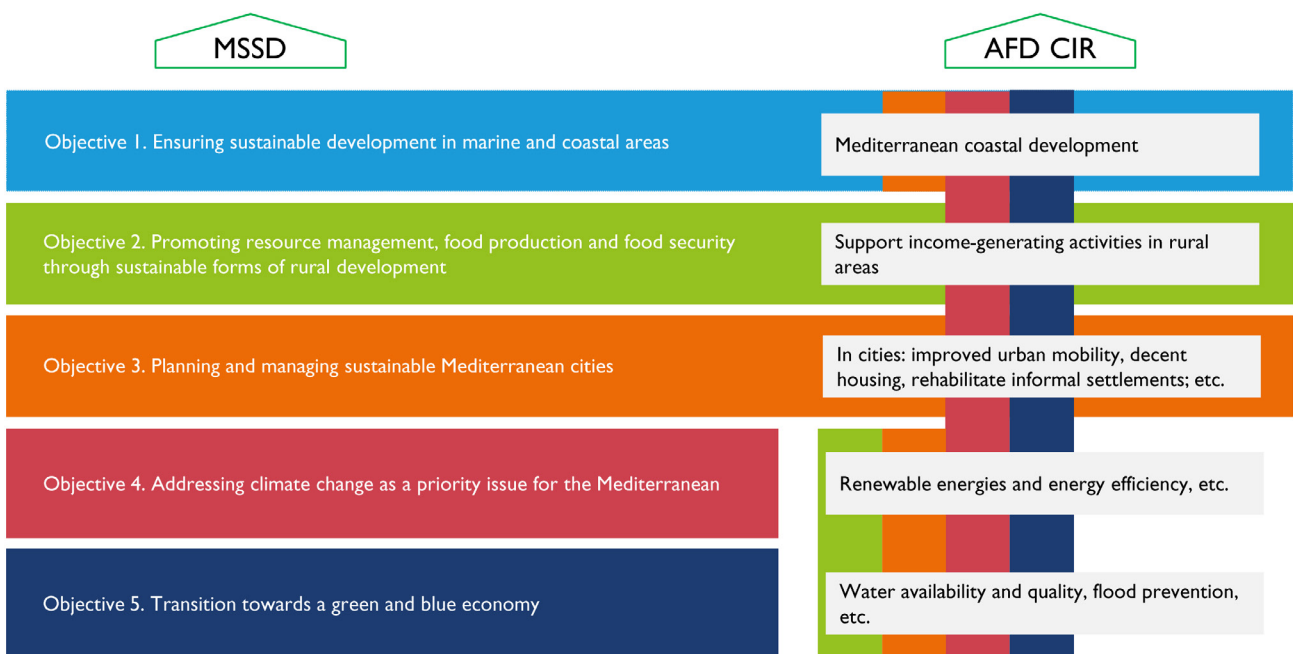 MSSD
AFD CIR
Objective 1. Ensuring sustainable development in marine and coastal areas
Mediterranean coastal development
Objective 2. Promoting resource management, food production and food security
through sustainable forms of rural development
Support income-generating activities in rural
areas
Objective 3. Planning and managing sustainable Mediterranean cities
In cities: improved urban mobility, decent
housing, rehabilitate informal settlements; etc.
Objective 4. Addressing climate change as a priority issue for the Mediterranean
Renewable energies and energy efficiency, etc.
Objective 5. Transition towards a green and blue economy
Water availability and quality, flood prevention,
etc.